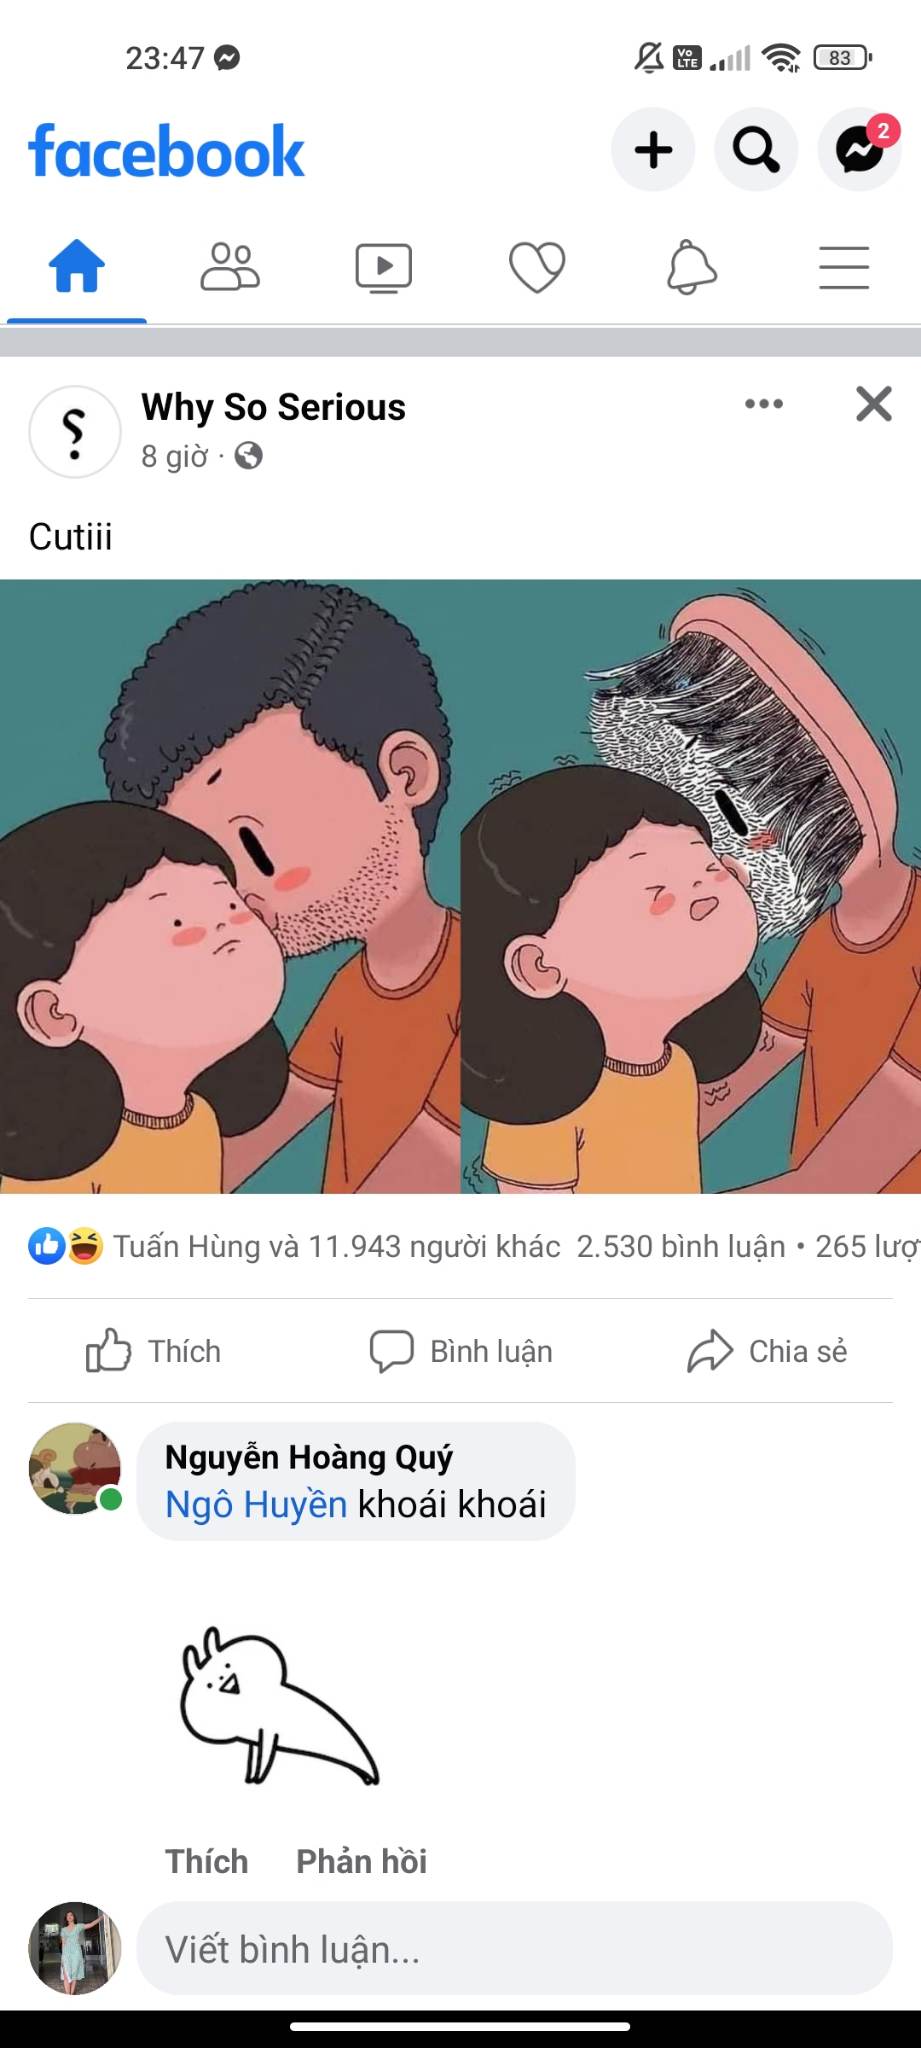 23:47
Vo
LTE
83
facebook
2
Why So Serious
8 giờ ·
Cutiii
Tuấn Hùng và 11.943 người khác 2.530 bình luận • 265 lượ
Thích Bình luận Chia sẻ
Nguyễn Hoàng Quý
Ngô Huyền khoái khoái
Thích Phản hồi
Viết bình luận...